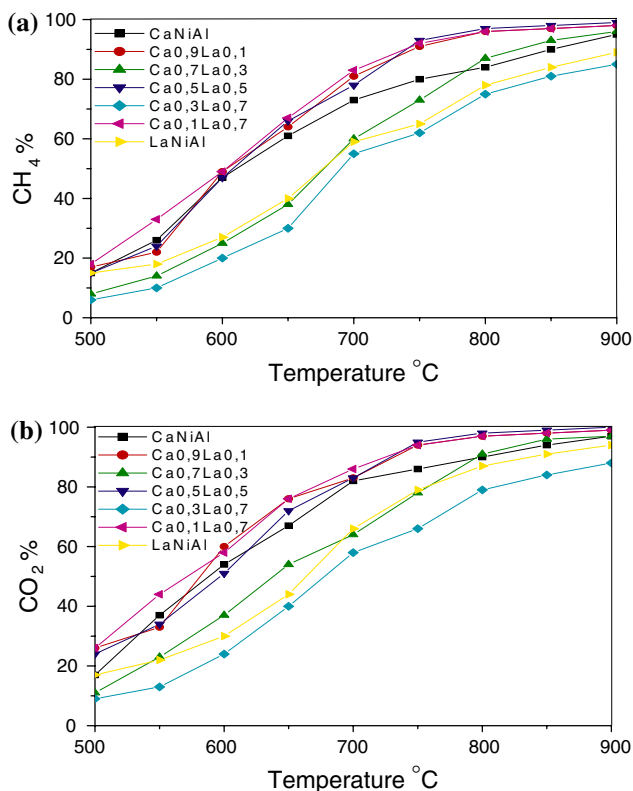 (a)
100
80
60
40
20
0
CH4 %
CaNiAl
Ca0,9La0,1
Ca0,7La0,3
Ca0,5La0,5
Ca0,3La0,7
Ca0,1La0,7
LaNiAl
500 600 700 800 900
Temperature °C
(b)
100
80
60
40
20
0
CO2 %
CaNiAl
Ca0,9La0,1
Ca0,7La0,3
Ca0,5La0,5
Ca0,3La0,7
Ca0,1La0,7
LaNiAl
500 600 700 800 900
Temperature °C